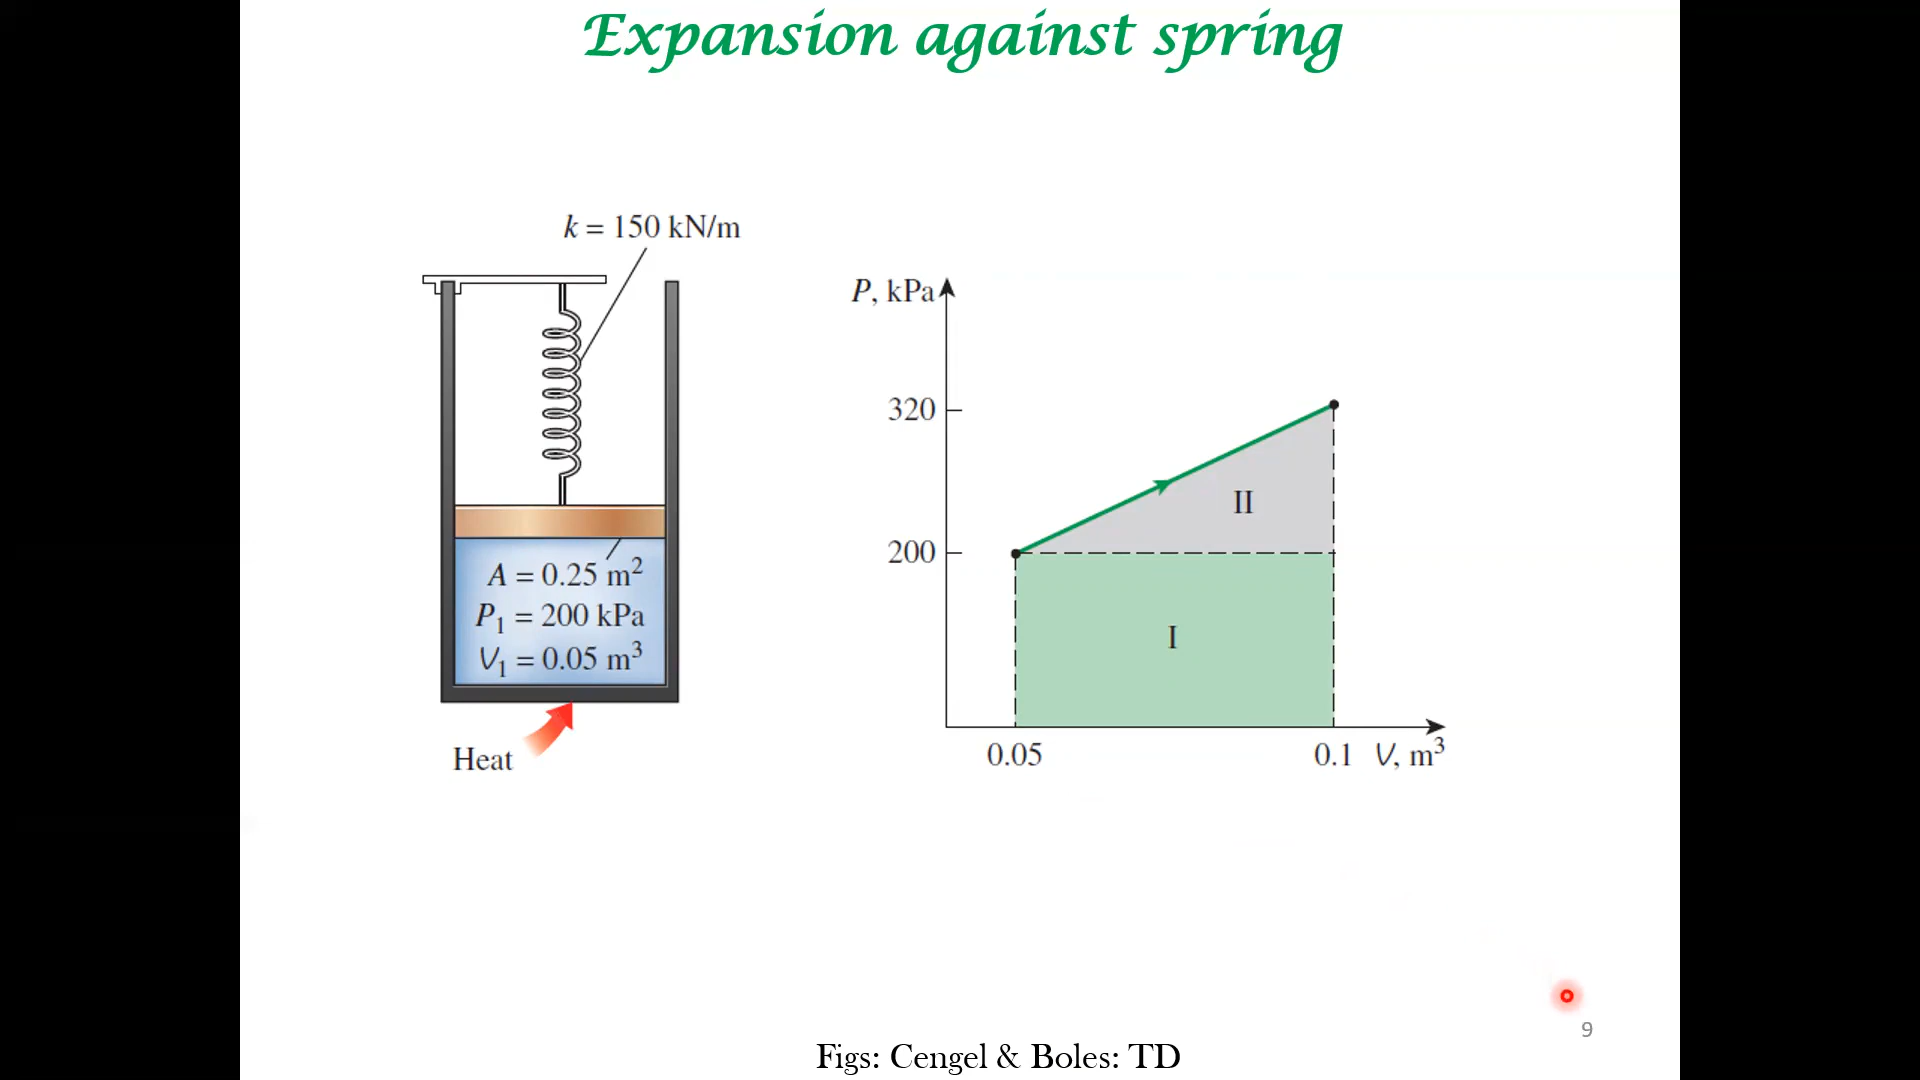 Expansion against spring
k = 150 kN/m
A = 0.25 m²
P₁ = 200 kPa
V₁ = 0.05 m³
Heat
P, kPa
320
200
II
I
0.05
0.1
V, m³
9
Figs: Cengel & Boles: TD